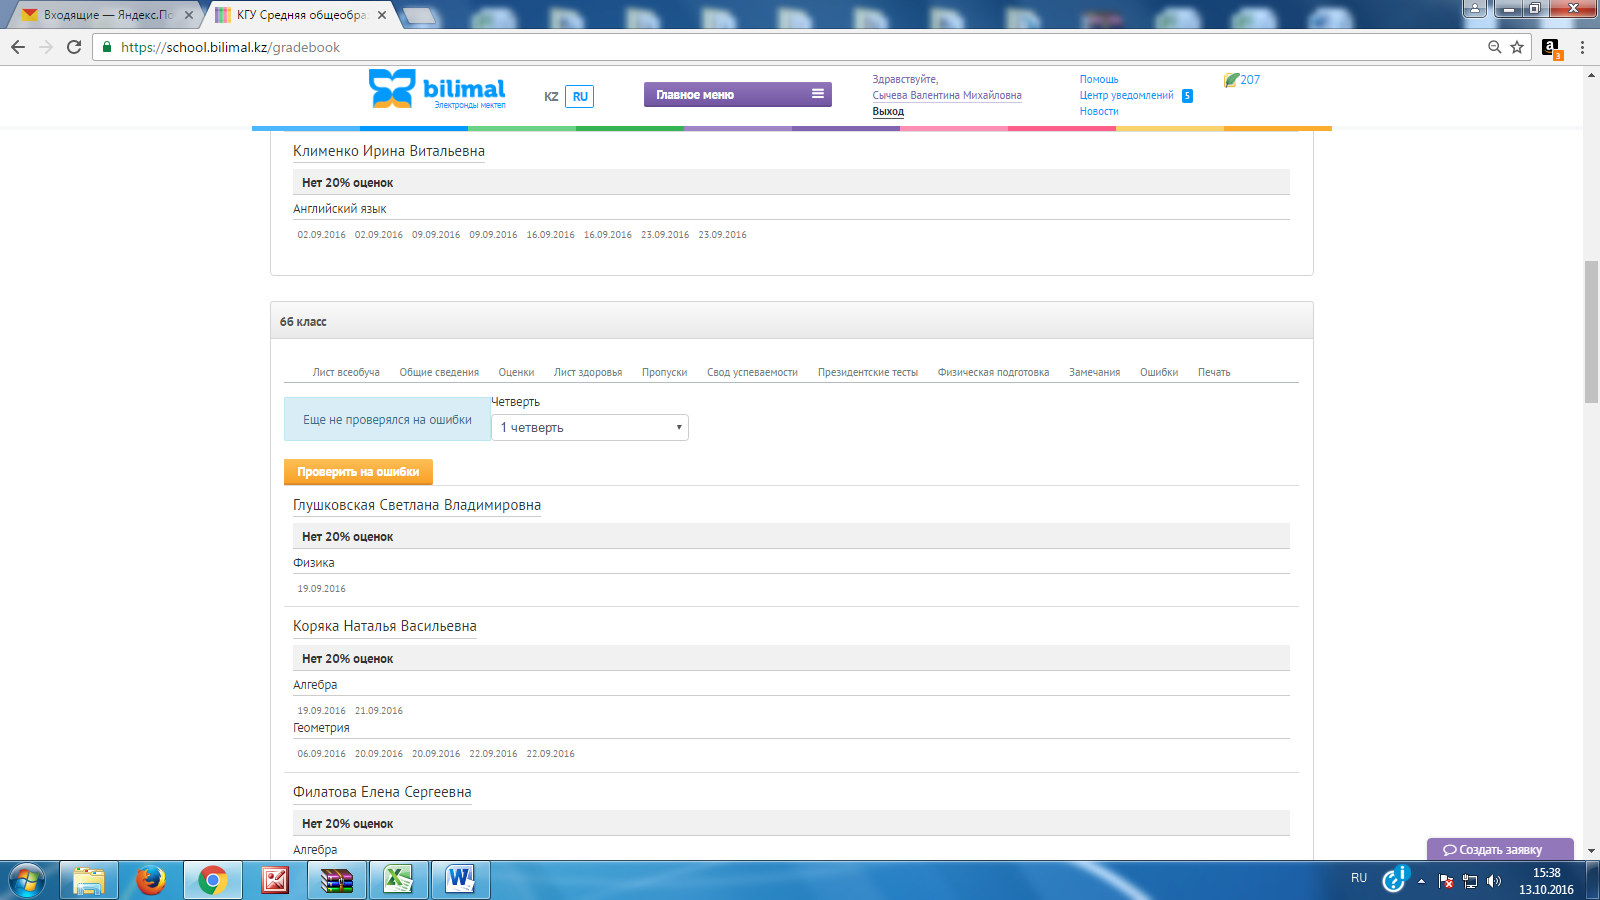 Входящие — Яндекс.По
КГУ Средняя общеобра
https://school.bilimal.kz/gradebook
a
3
bilimal
Электронды мектеп
KZ RU
Главное меню
Здравствуйте,
Сычева Валентина Михайловна
Выход
Помощь
Центр уведомлений 5
Новости
207
Клименко Ирина Витальевна
Нет 20% оценок
Английский язык
02.09.2016 02.09.2016 09.09.2016 09.09.2016 16.09.2016 16.09.2016 23.09.2016 23.09.2016
6б класс
Лист всеобуча Общие сведения Оценки Лист здоровья Пропуски Свод успеваемости Президентские тесты Физическая подготовка Замечания Ошибки Печать
Еще не проверялся на ошибки
Четверть
1 четверть
Проверить на ошибки
Глушковская Светлана Владимировна
Нет 20% оценок
Физика
19.09.2016
Коряка Наталья Васильевна
Нет 20% оценок
Алгебра
19.09.2016 21.09.2016
Геометрия
06.09.2016 20.09.2016 20.09.2016 22.09.2016 22.09.2016
Филатова Елена Сергеевна
Нет 20% оценок
Алгебра
Создать заявку
RU
15:38
13.10.2016